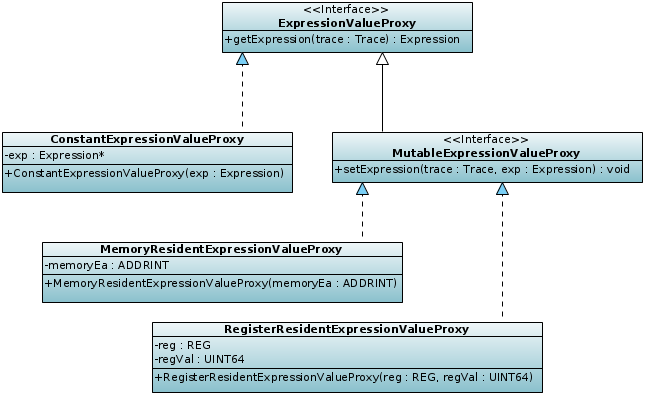 <<Interface>>
ExpressionValueProxy
+getExpression(trace : Trace) : Expression
ConstantExpressionValueProxy
-exp : Expression*
+ConstantExpressionValueProxy(exp : Expression)
<<Interface>>
MutableExpressionValueProxy
+setExpression(trace : Trace, exp : Expression) : void
MemoryResidentExpressionValueProxy
-memoryEa : ADDRINT
+MemoryResidentExpressionValueProxy(memoryEa : ADDRINT)
RegisterResidentExpressionValueProxy
-reg : REG
-regVal : UINT64
+RegisterResidentExpressionValueProxy(reg : REG, regVal : UINT64)